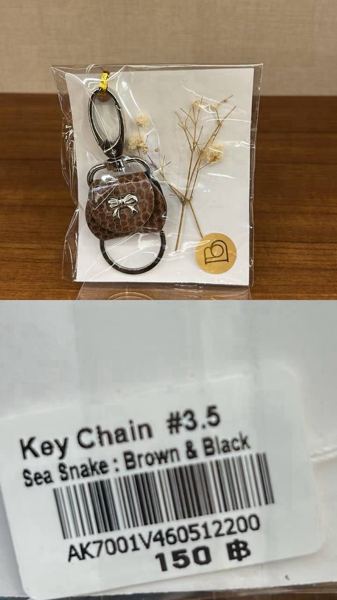 B
Key Chain #3.5
Sea Snake : Brown & Black
AK7001V460512200
150 ฿